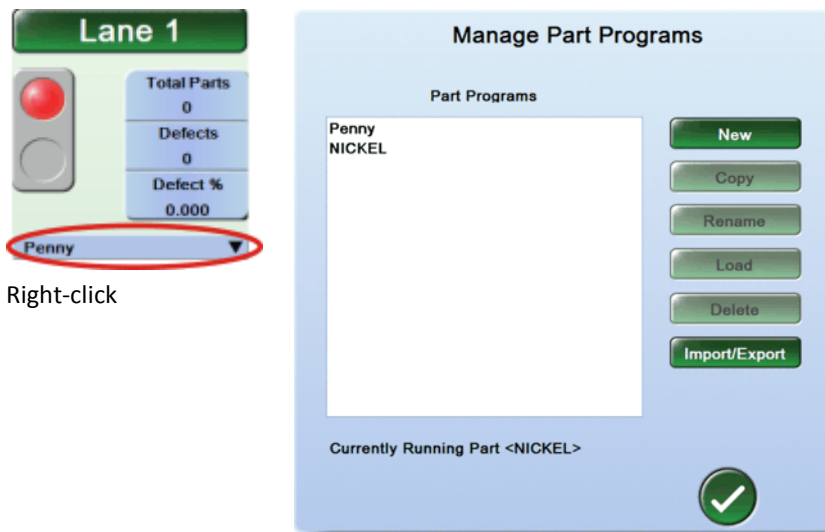 Lane 1
Total Parts
0
Defects
0
Defect %
0.000
Penny
Right-click
Manage Part Programs
Part Programs
Penny
NICKEL
New
Copy
Rename
Load
Delete
Import/Export
Currently Running Part <NICKEL>